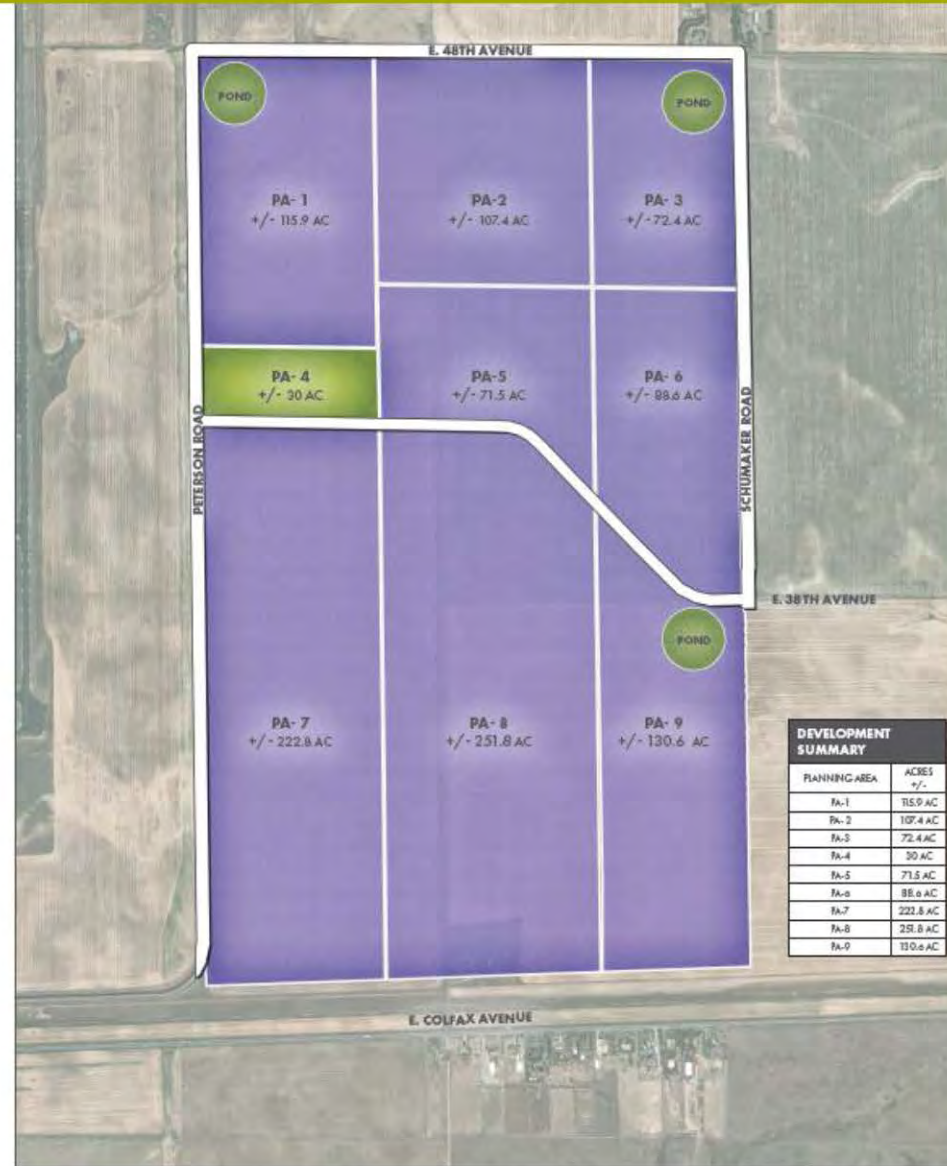 E. 48TH AVENUE
POND
POND
PA- 1
+/- 115.9 AC
PA-2
+/- 107.4 AC
PA- 3
+/- 72.4 AC
PA- 4
+/- 30 AC
PA-5
+/- 71.5 AC
PA- 6
+/- 88.6 AC
PETERSON ROAD
SCHUMAKER ROAD
E. 38TH AVENUE
POND
PA- 7
+/- 222.8 AC
PA- 8
+/- 251.8 AC
PA- 9
+/- 130.6 AC
DEVELOPMENT
SUMMARY
PLANNING AREA
ACRES
+/-
PA-1 115.9 AC
PA- 2 107.4 AC
PA-3 72.4 AC
PA-4 30 AC
PA-5 71.5 AC
PA-6 88.6 AC
PA-7 222.8 AC
PA-8 251.8 AC
PA-9 130.6 AC
E. COLFAX AVENUE